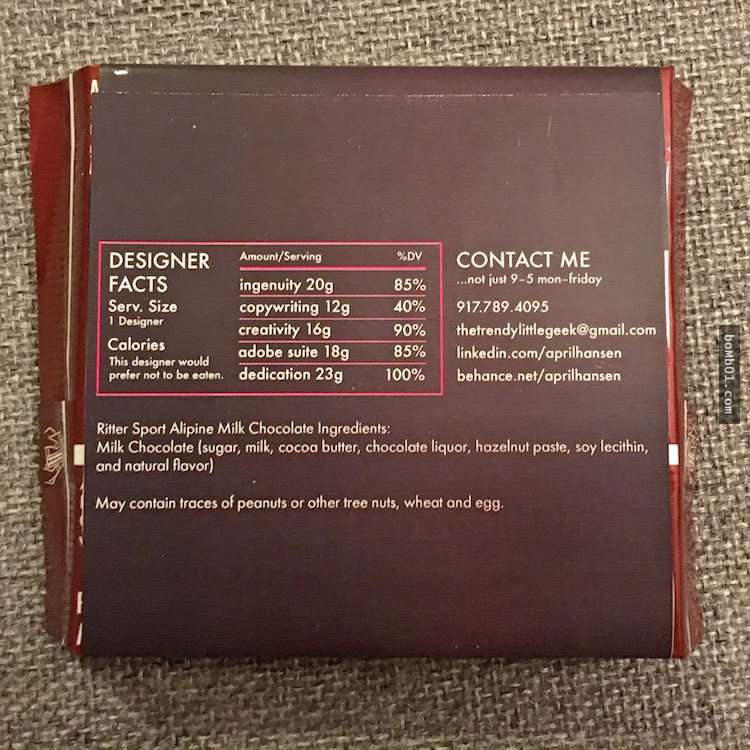 DESIGNER
FACTS
Serv. Size
1 Designer
Calories
This designer would
prefer not to be eaten.
Amount/Serving %DV
ingenuity 20g 85%
copywriting 12g 40%
creativity 16g 90%
adobe suite 18g 85%
dedication 23g 100%
CONTACT ME
...not just 9-5 mon-friday
917.789.4095
thetrendylittlegeek@gmail.com
linkedin.com/aprilhansen
behance.net/aprilhansen
Ritter Sport Alipine Milk Chocolate Ingredients:
Milk Chocolate (sugar, milk, cocoa butter, chocolate liquor, hazelnut paste, soy lecithin,
and natural flavor)
May contain traces of peanuts or other tree nuts, wheat and egg.
boMb01.com